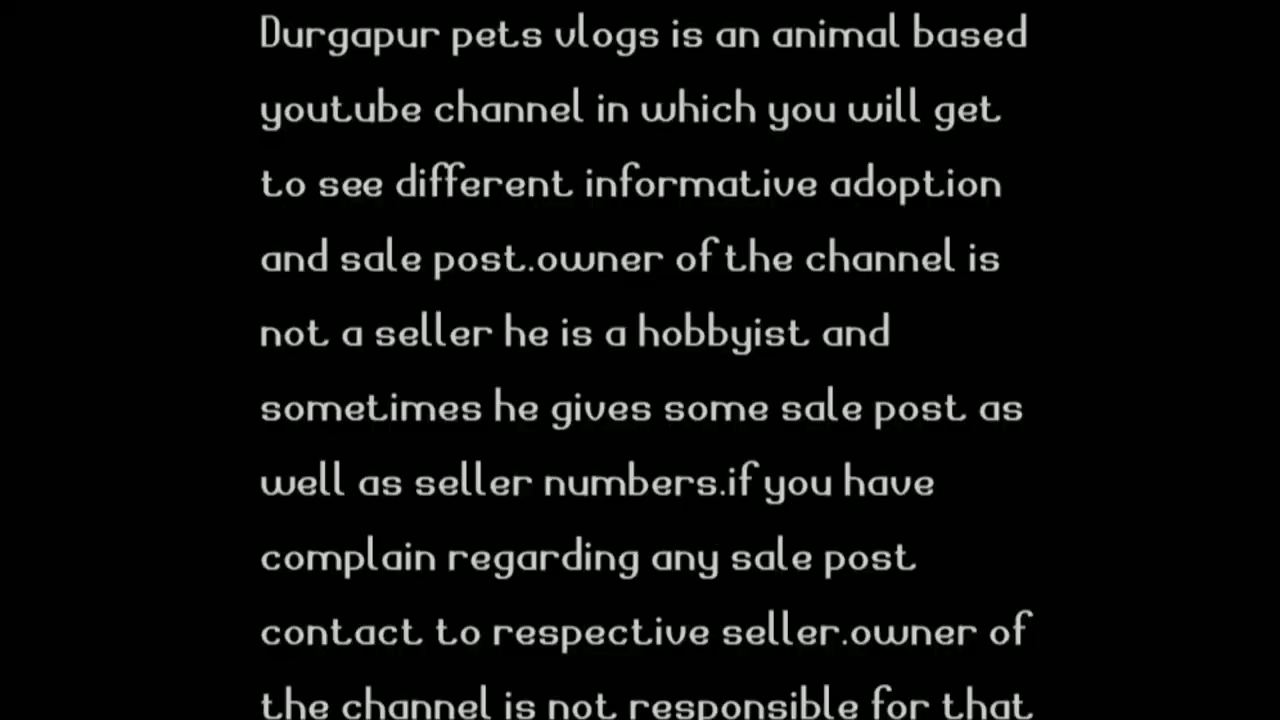 Durgapur pets vlogs is an animal based
youtube channel in which you will get
to see different informative adoption
and sale post.owner of the channel is
not a seller he is a hobbyist and
sometimes he gives some sale post as
well as seller numbers.if you have
complain regarding any sale post
contact to respective seller.owner of
the channel is not responsible for that